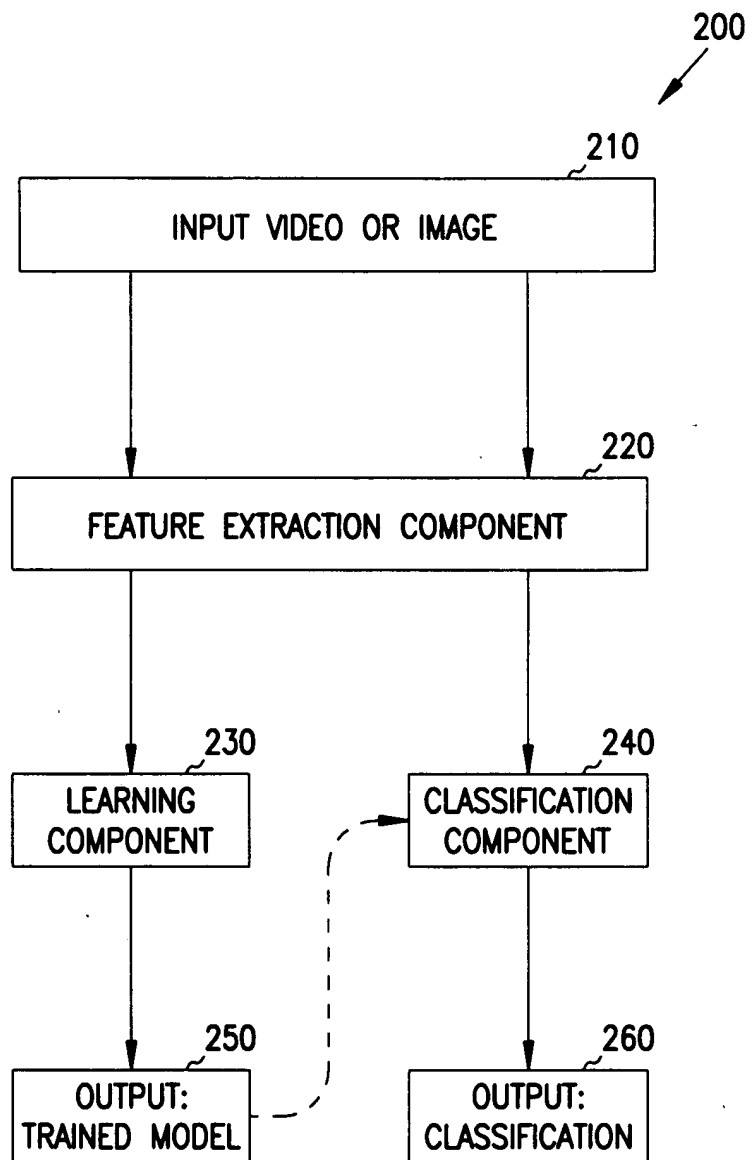 200
210
INPUT VIDEO OR IMAGE
220
FEATURE EXTRACTION COMPONENT
230
LEARNING
COMPONENT
240
CLASSIFICATION
COMPONENT
250
OUTPUT:
TRAINED MODEL
260
OUTPUT:
CLASSIFICATION